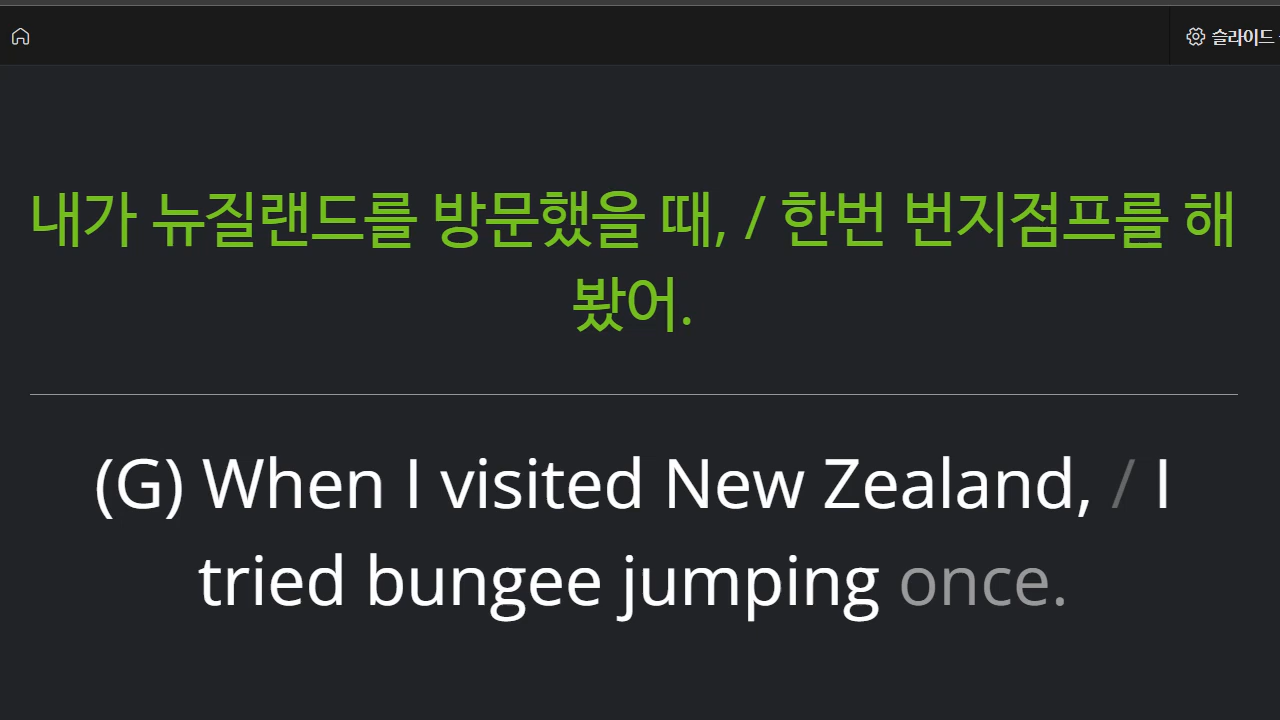 슬라이드
내가 뉴질랜드를 방문했을 때, / 한번 번지점프를 해
봤어.
(G) When I visited New Zealand, / I
tried bungee jumping once.